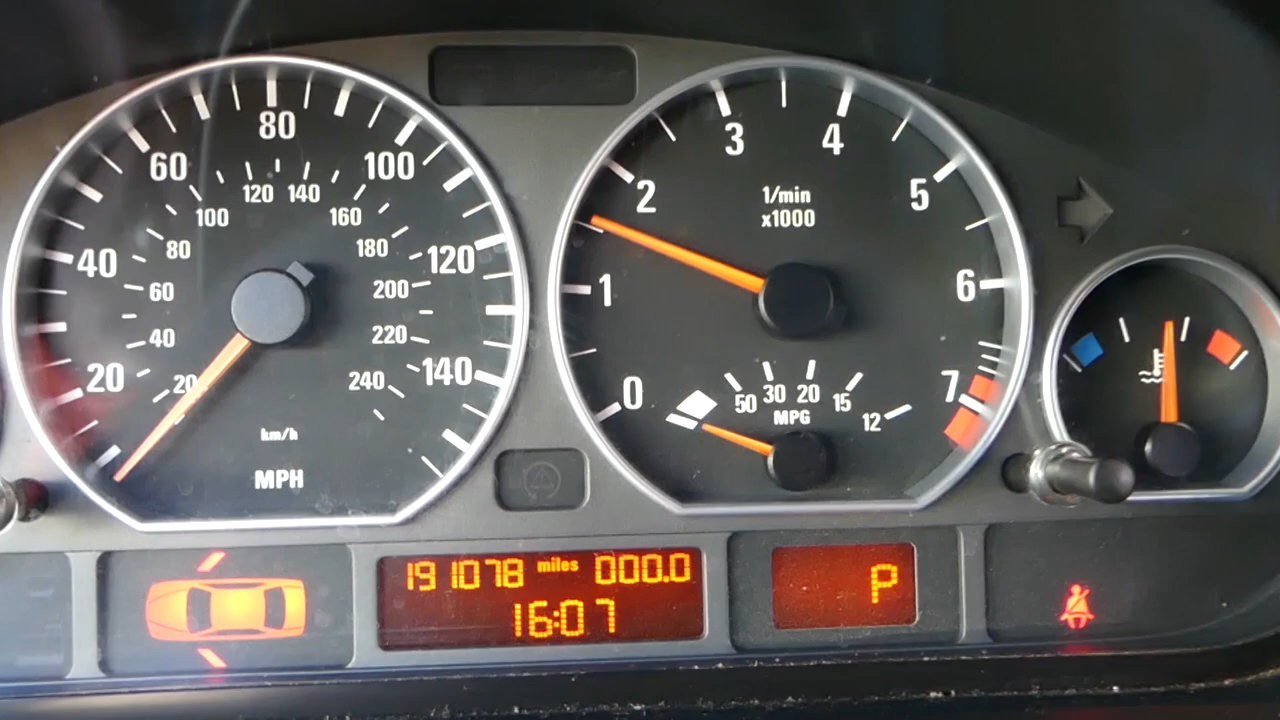 20 40 60 80 100 120 140
20 40 60 80 100 120 140 160 180 200 220 240
km/h
MPH
0 1 2 3 4 5 6 7
1/min
x1000
50 30 20 15 12
MPG
191078 miles 000.0
16:07
P